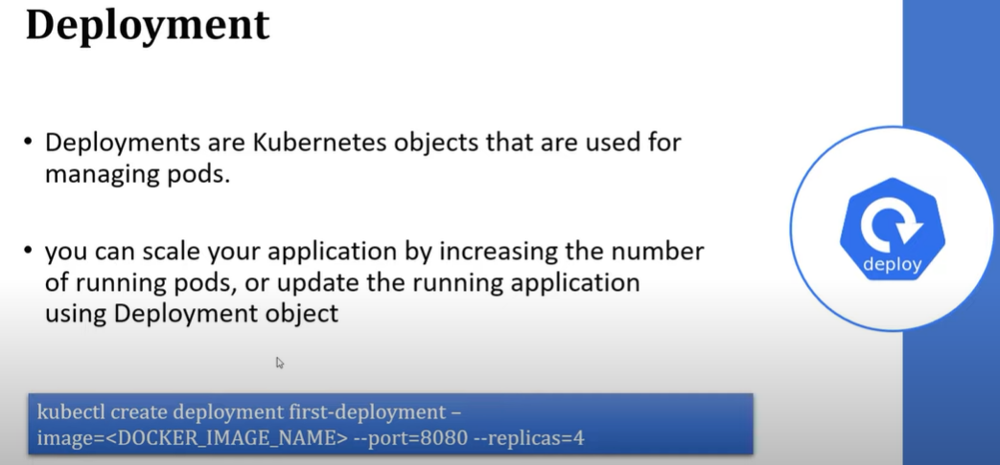 Deployment
• Deployments are Kubernetes objects that are used for
managing pods.
• you can scale your application by increasing the number
of running pods, or update the running application
using Deployment object
deploy
kubectl create deployment first-deployment –
image=<DOCKER_IMAGE_NAME> --port=8080 --replicas=4